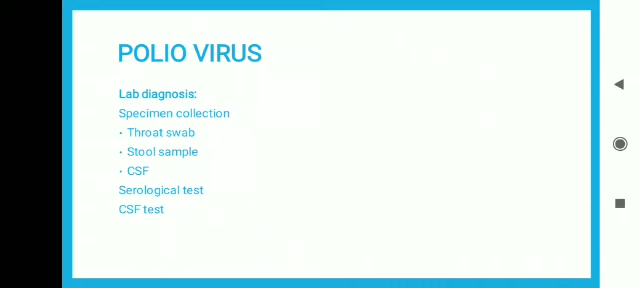 POLIO VIRUS
Lab diagnosis:
Specimen collection
• Throat swab
• Stool sample
• CSF
Serological test
CSF test